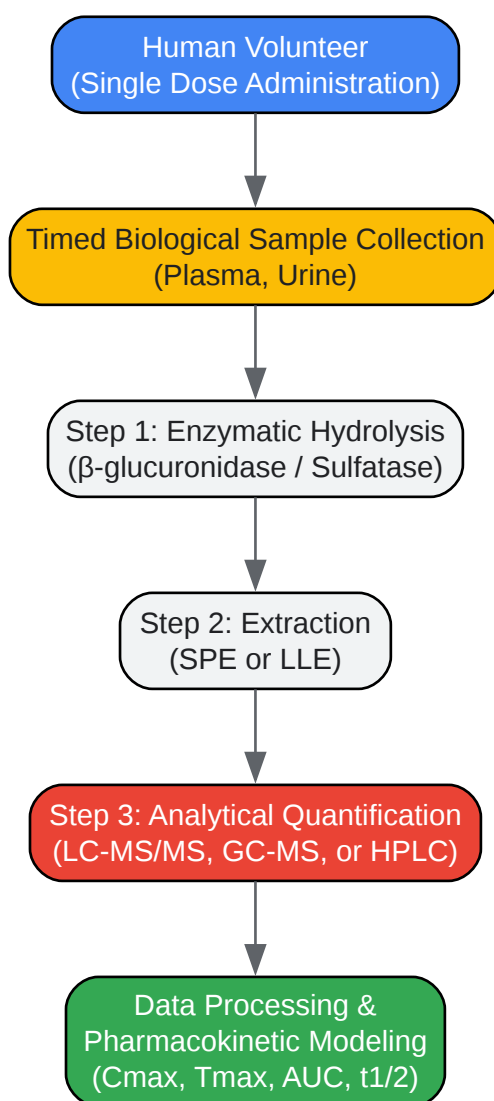 Human Volunteer
(Single Dose Administration)
Timed Biological Sample Collection
(Plasma, Urine)
Step 1: Enzymatic Hydrolysis
(β-glucuronidase / Sulfatase)
Step 2: Extraction
(SPE or LLE)
Step 3: Analytical Quantification
(LC-MS/MS, GC-MS, or HPLC)
Data Processing &
Pharmacokinetic Modeling
(Cmax, Tmax, AUC, t1/2)